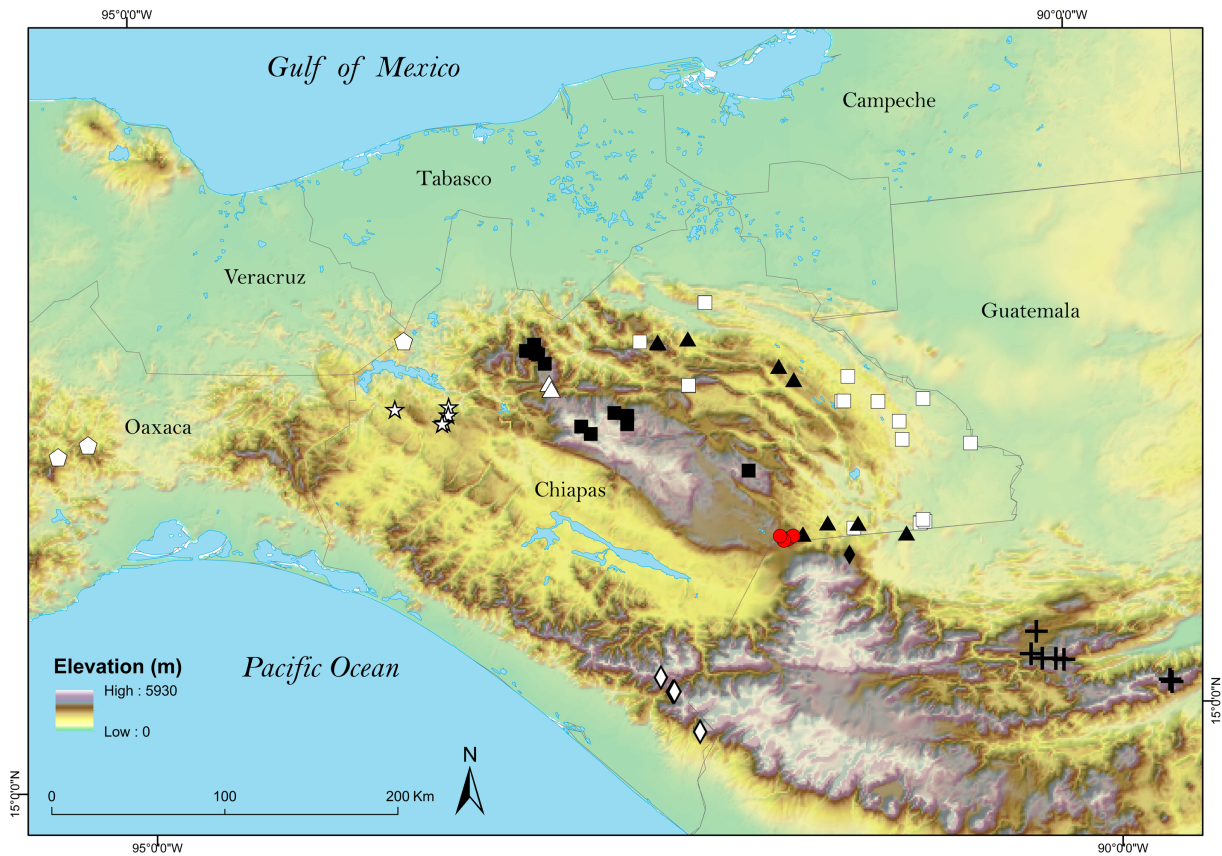 95°0'0"W
90°0'0"W
Gulf of Mexico
Campeche
Tabasco
Veracruz
Guatemala
Oaxaca
Chiapas
Elevation (m)
High : 5930
Low : 0
Pacific Ocean
N
0
100
200 Km
15°0'0"N
15°0'0"N
95°0'0"W
90°0'0"W